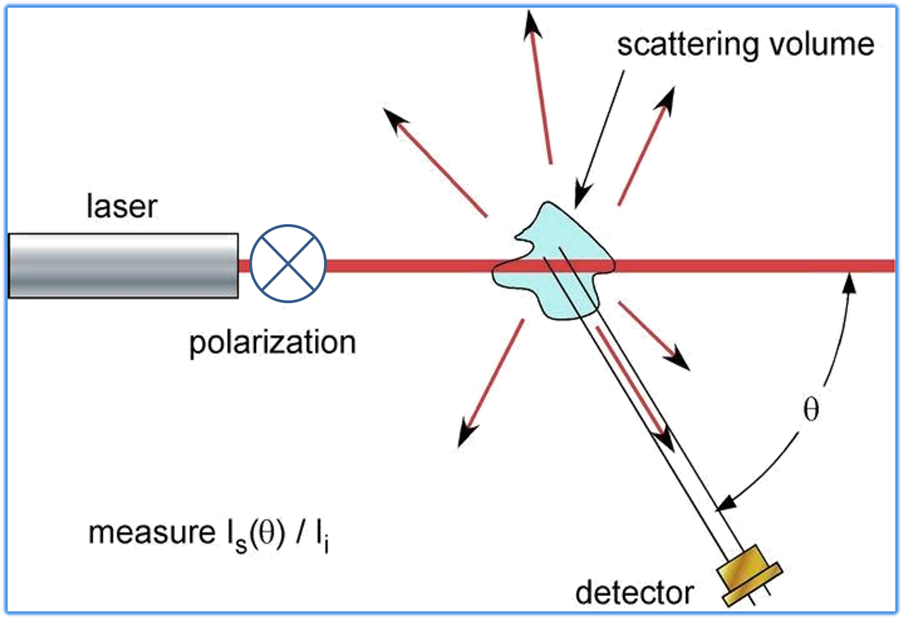 scattering volume
laser
polarization
θ
measure Iₛ(θ) / Iᵢ
detector